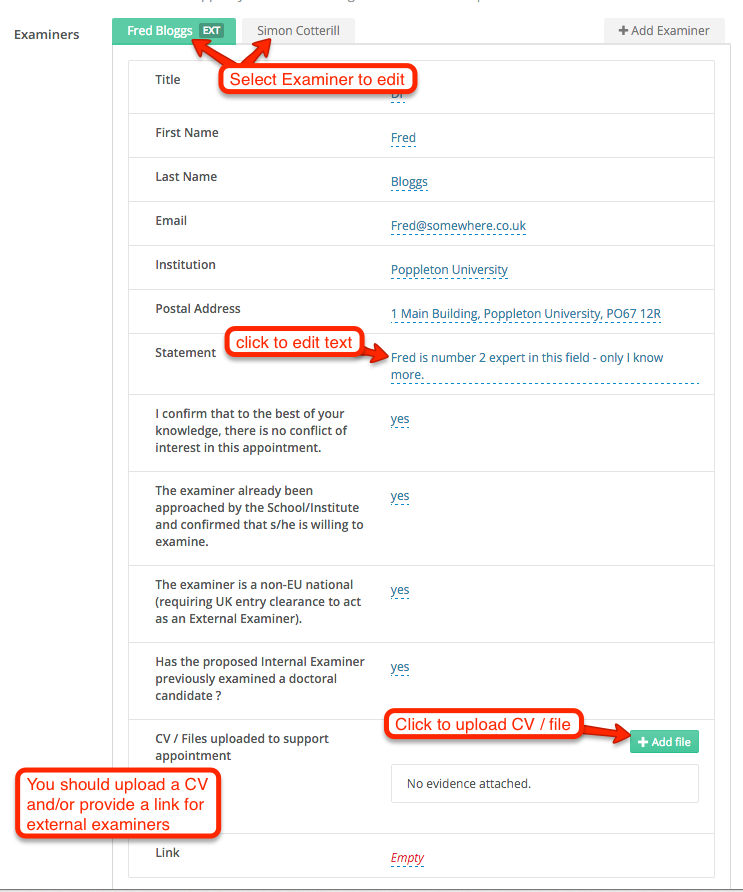 Examiners
Fred Bloggs EXT
Simon Cotterill
+ Add Examiner
Select Examiner to edit
Title
Dr
First Name
Fred
Last Name
Bloggs
Email
Fred@somewhere.co.uk
Institution
Poppleton University
Postal Address
1 Main Building, Poppleton University, PO67 12R
click to edit text
Statement
Fred is number 2 expert in this field - only I know
more.
I confirm that to the best of your
knowledge, there is no conflict of
interest in this appointment.
yes
The examiner already been
approached by the School/Institute
and confirmed that s/he is willing to
examine.
yes
The examiner is a non-EU national
(requiring UK entry clearance to act
as an External Examiner).
yes
Has the proposed Internal Examiner
previously examined a doctoral
candidate ?
yes
Click to upload CV / file
CV / Files uploaded to support
appointment
+ Add file
No evidence attached.
You should upload a CV
and/or provide a link for
external examiners
Link
Empty